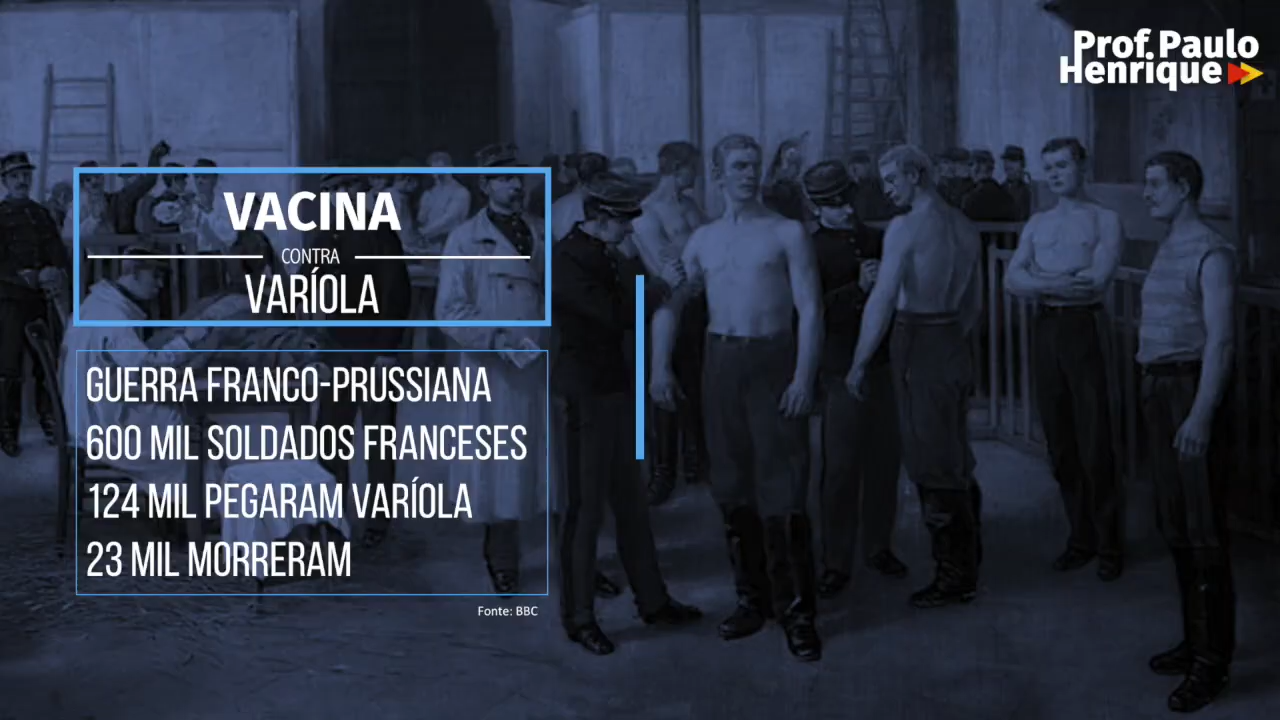 Prof. Paulo
Henrique
VACINA
CONTRA
VARÍOLA
GUERRA FRANCO-PRUSSIANA
600 MIL SOLDADOS FRANCESES
124 MIL PEGARAM VARÍOLA
23 MIL MORRERAM
Fonte: BBC